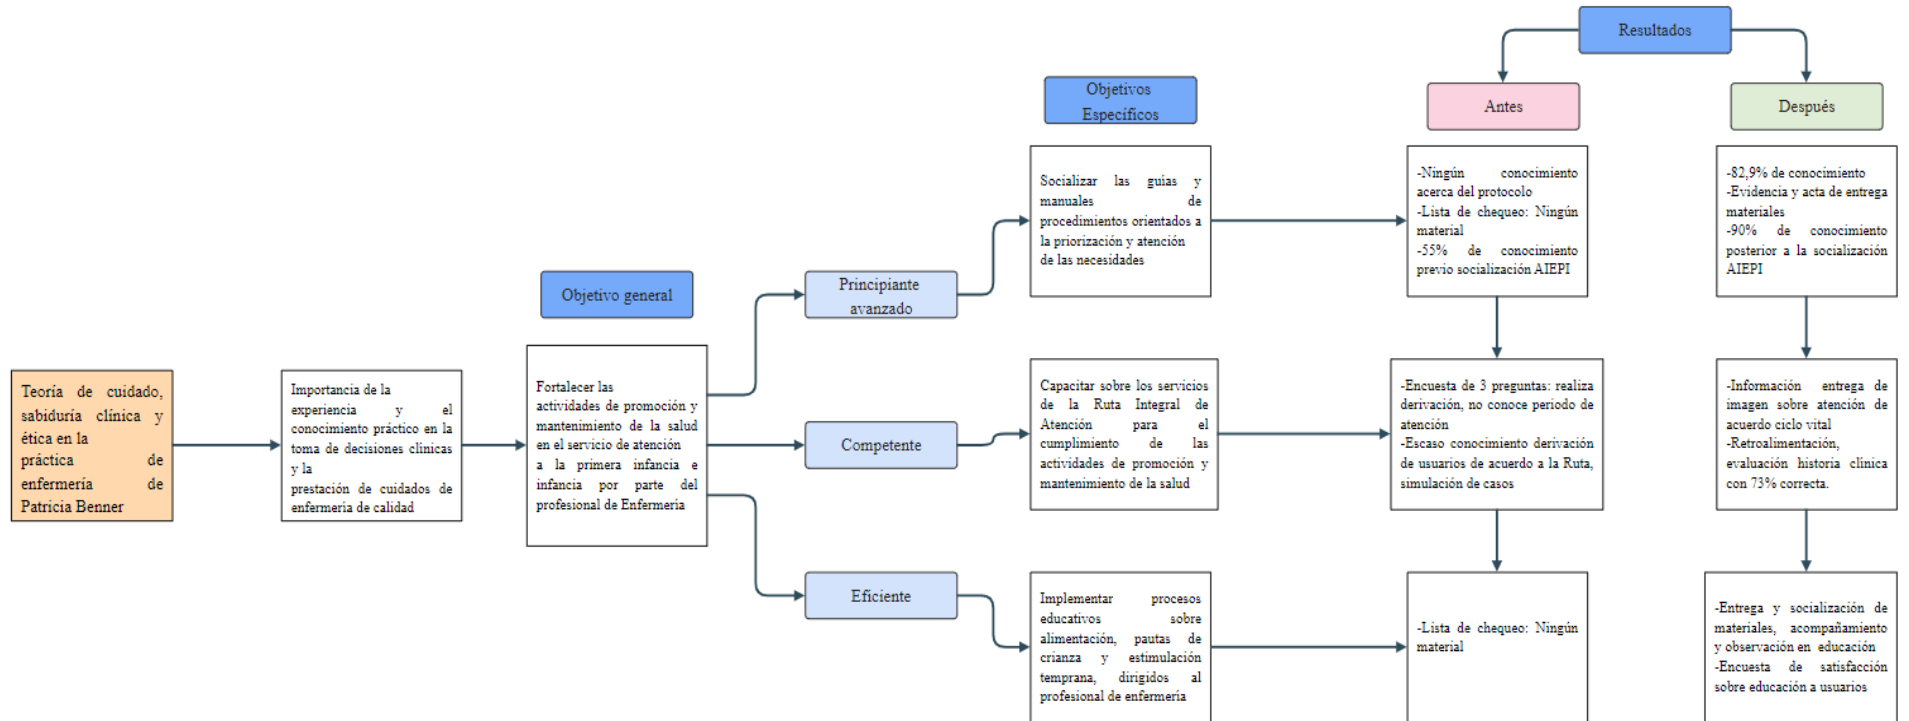 Resultados
Objetivos
Específicos
Antes
Después
Socializar las guías y
manuales de
procedimientos orientados a
la priorización y atención
de las necesidades
-Ningún conocimiento
acerca del protocolo
-Lista de chequeo: Ningún
material
-55% de conocimiento
previo socialización AIEPI
-82,9% de conocimiento
-Evidencia y acta de entrega
materiales
-90% de conocimiento
posterior a la socialización
AIEPI
Objetivo general
Principiante
avanzado
Teoría de cuidado,
sabiduría clínica y
ética en la
práctica de
enfermería de
Patricia Benner
Importancia de la
experiencia y el
conocimiento práctico en la
toma de decisiones clínicas
y la
prestación de cuidados de
enfermeria de calidad
Fortalecer las
actividades de promoción y
mantenimiento de la salud
en el servicio de atención
a la primera infancia e
infancia por parte del
profesional de Enfermería
Competente
Capacitar sobre los servicios
de la Ruta Integral de
Atención para el
cumplimiento de las
actividades de promoción y
mantenimiento de la salud
-Encuesta de 3 preguntas: realiza
derivación, no conoce periodo de
atención
-Escaso conocimiento derivación
de usuarios de acuerdo a la Ruta,
simulación de casos
-Información entrega de
imagen sobre atención de
acuerdo ciclo vital
-Retroalimentación,
evaluación historia clínica
con 73% correcta.
Eficiente
Implementar procesos
educativos sobre
alimentación, pautas de
crianza y estimulación
temprana, dirigidos al
profesional de enfermería
-Lista de chequeo: Ningún
material
-Entrega y socialización de
materiales, acompañamiento
y observación en educación
-Encuesta de satisfacción
sobre educación a usuarios